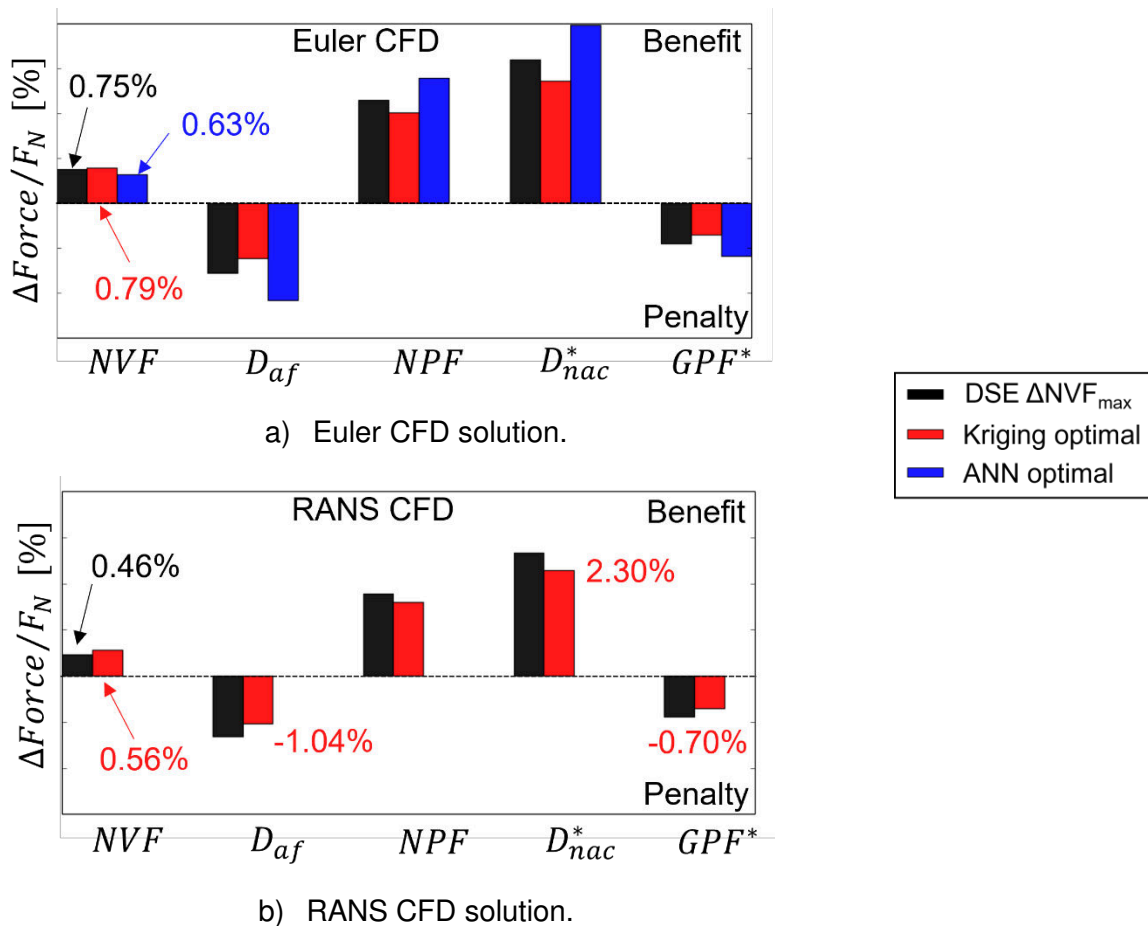 Euler CFD
Benefit
0.75%
0.63%
0.79%
Penalty
ΔForce/F_N [%]
NVF D_af NPF D*_nac GPF*
a) Euler CFD solution.
DSE ΔNVF_max
Kriging optimal
ANN optimal
RANS CFD
Benefit
0.46%
2.30%
0.56%
-1.04%
-0.70%
Penalty
ΔForce/F_N [%]
NVF D_af NPF D*_nac GPF*
b) RANS CFD solution.